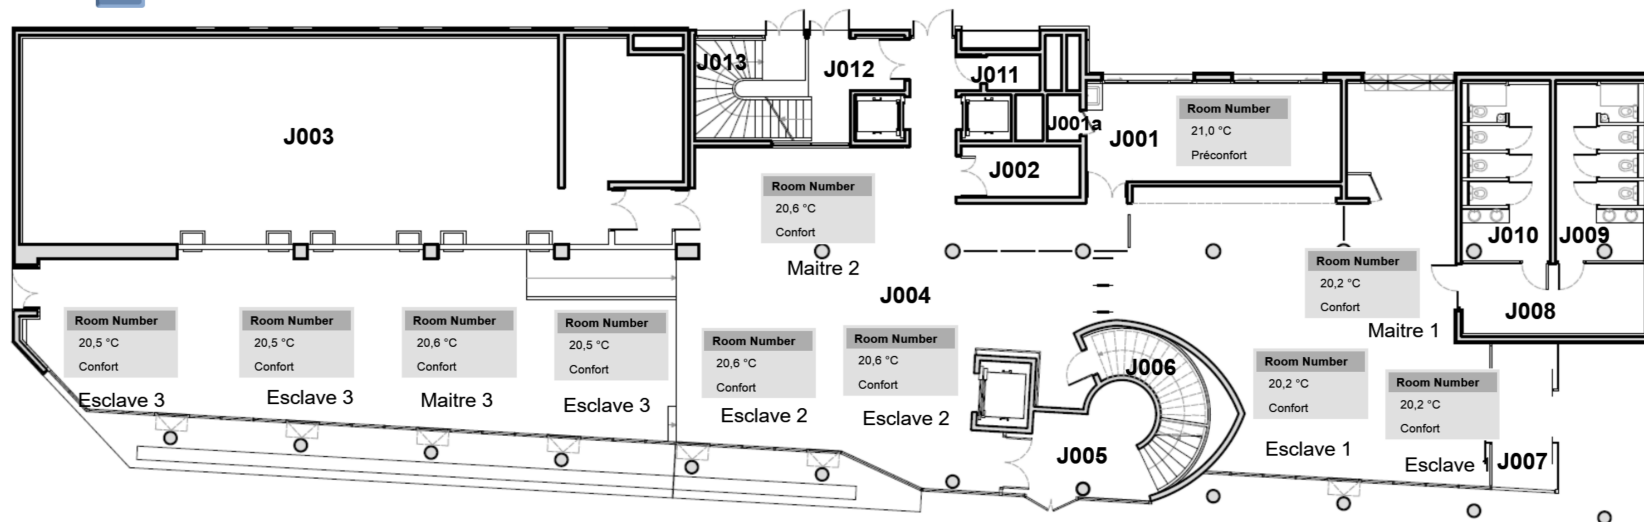 J013
J012
J011
J003
J001a
J001
Room Number
21,0 °C
Préconfort
J002
Room Number
20,6 °C
Confort
Maitre 2
J004
J010
J009
Room Number
20,2 °C
Confort
Maitre 1
J008
Room Number
20,5 °C
Confort
Esclave 3
Room Number
20,5 °C
Confort
Esclave 3
Room Number
20,6 °C
Confort
Maitre 3
Room Number
20,5 °C
Confort
Esclave 3
Room Number
20,6 °C
Confort
Esclave 2
Room Number
20,6 °C
Confort
Esclave 2
J006
J005
Room Number
20,2 °C
Confort
Esclave 1
Room Number
20,2 °C
Confort
Esclave 1
J007